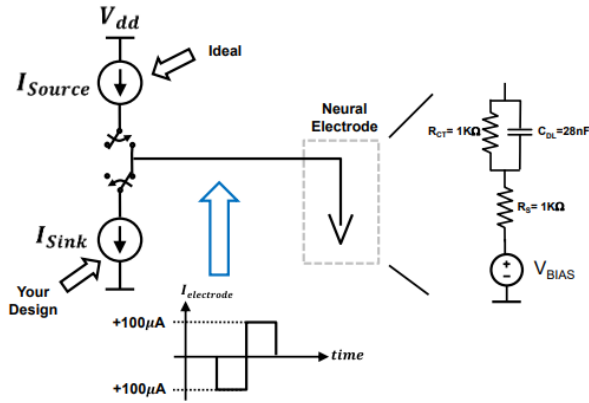 V_dd
Ideal
I_Source
Neural
Electrode
R_CT= 1KΩ
C_DL=28nF
R_S= 1KΩ
I_Sink
V_BIAS
Your
Design
I_electrode
+100μA
time
+100μA